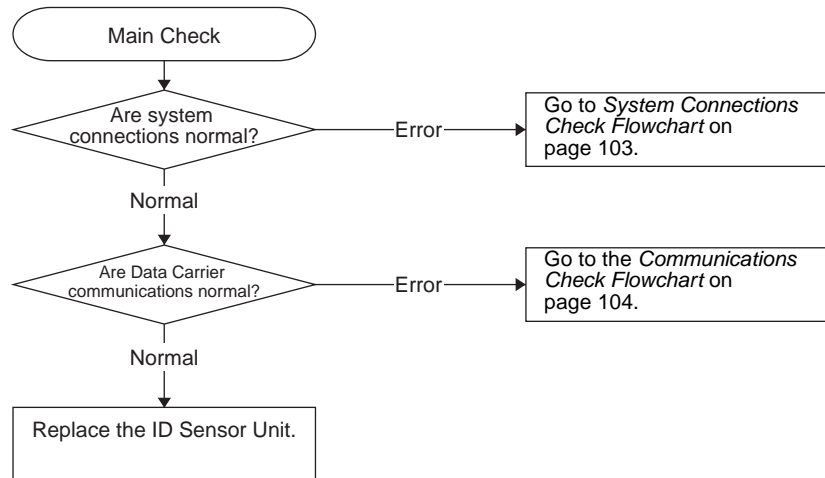 Main Check
Are system
connections normal?
Error
Go to System Connections
Check Flowchart on
page 103.
Normal
Are Data Carrier
communications normal?
Error
Go to the Communications
Check Flowchart on
page 104.
Normal
Replace the ID Sensor Unit.